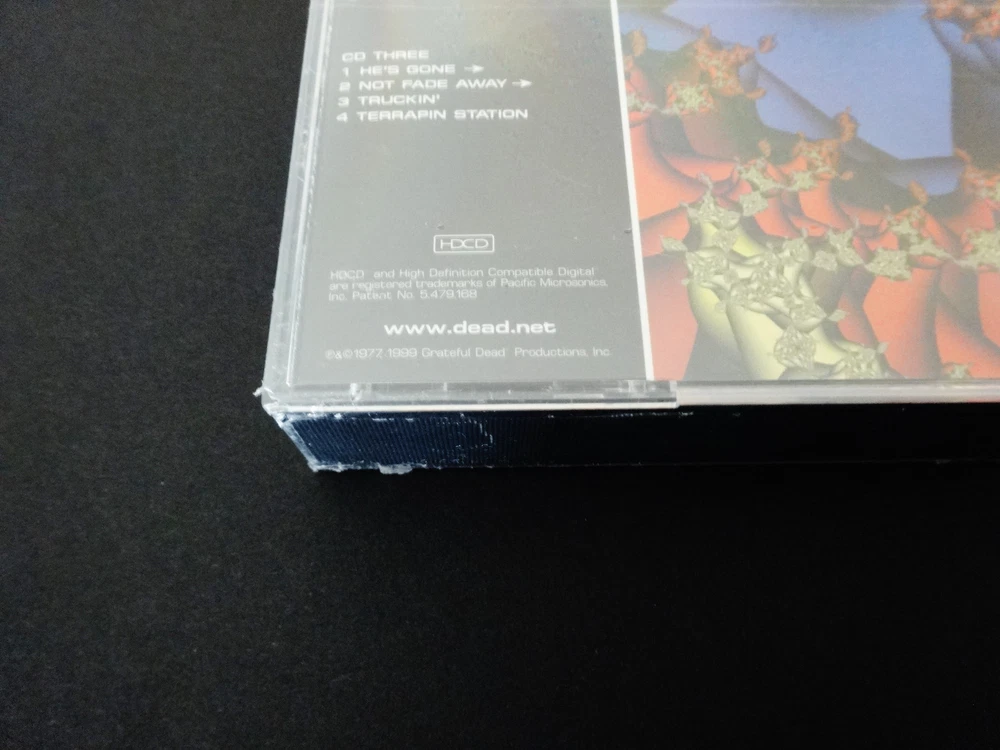 CD THREE
1 HE'S GONE →
2 NOT FADE AWAY →
3 TRUCKIN'
4 TERRAPIN STATION
HDCD
HDCD and High Definition Compatible Digital
are registered trademarks of Pacific Microsonics,
Inc. Patent No. 5,479,168
www.dead.net
℗&©1977, 1999 Grateful Dead Productions, Inc.